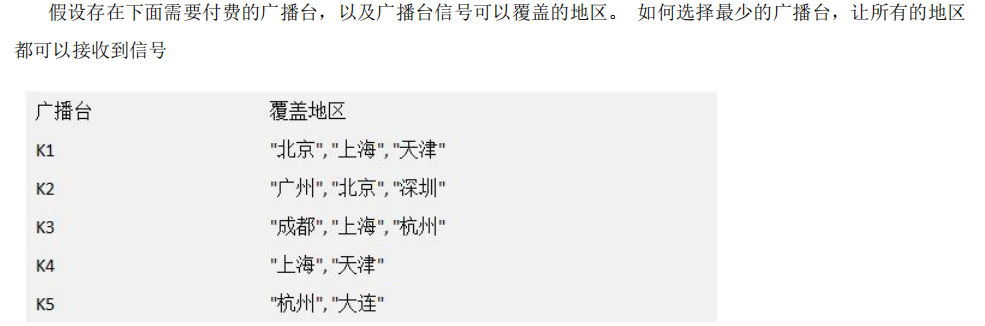 假设存在下面需要付费的广播台，以及广播台信号可以覆盖的地区。 如何选择最少的广播台，让所有的地区
都可以接收到信号
广播台 覆盖地区
K1 "北京", "上海", "天津"
K2 "广州", "北京", "深圳"
K3 "成都", "上海", "杭州"
K4 "上海", "天津"
K5 "杭州", "大连"